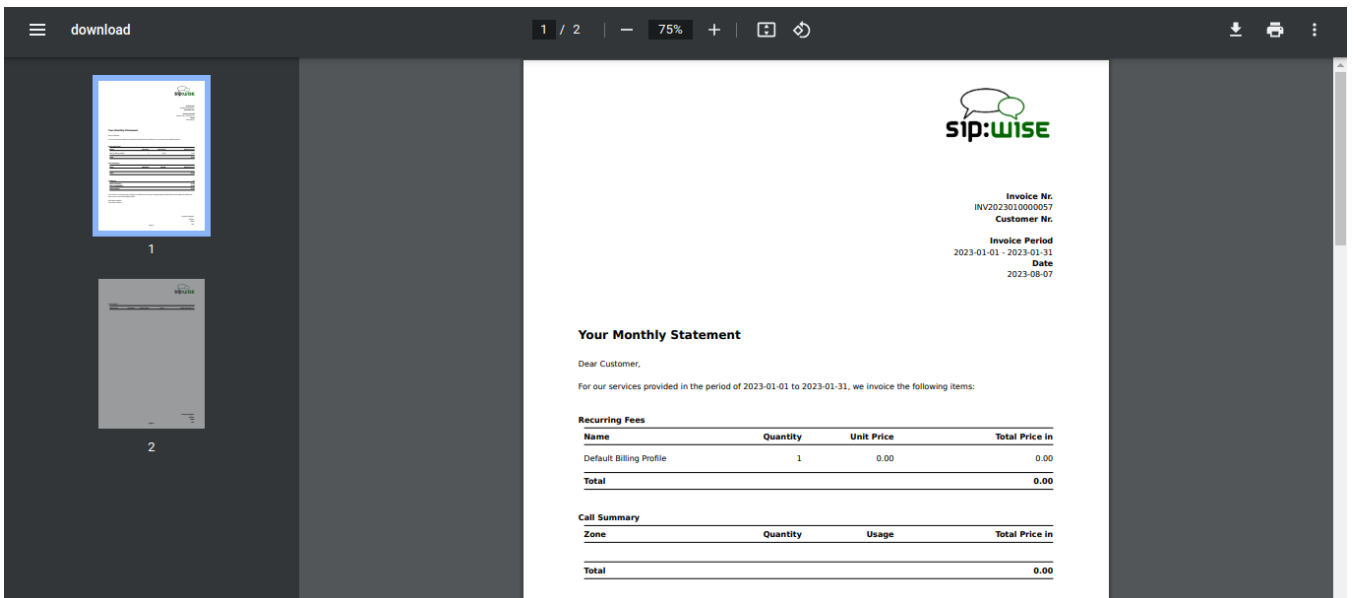 download
1 / 2
75%
1
2
sip:wise
Invoice Nr.
INV2023010000057
Customer Nr.
Invoice Period
2023-01-01 - 2023-01-31
Date
2023-08-07
Your Monthly Statement
Dear Customer,
For our services provided in the period of 2023-01-01 to 2023-01-31, we invoice the following items:
Recurring Fees
Name Quantity Unit Price Total Price in
Default Billing Profile 1 0.00 0.00
Total 0.00
Call Summary
Zone Quantity Usage Total Price in
Total 0.00